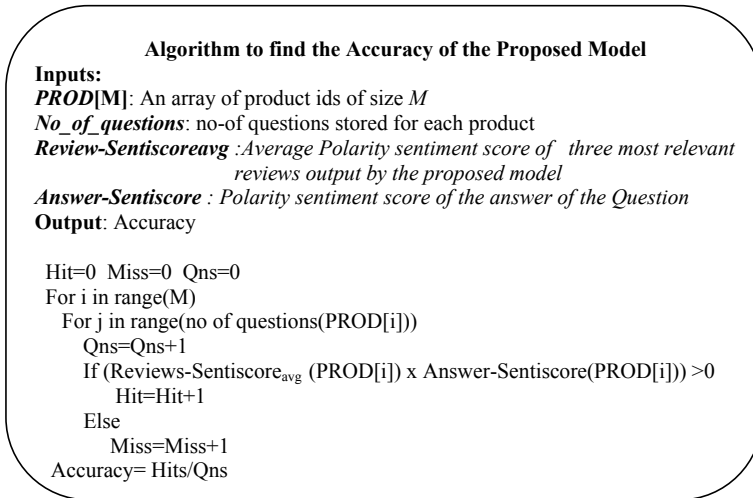 Algorithm to find the Accuracy of the Proposed Model
Inputs:
PROD[M]: An array of product ids of size M
No_of_questions: no-of questions stored for each product
Review-Sentiscoreavg :Average Polarity sentiment score of three most relevant
reviews output by the proposed model
Answer-Sentiscore : Polarity sentiment score of the answer of the Question
Output: Accuracy
Hit=0 Miss=0 Qns=0
For i in range(M)
For j in range(no of questions(PROD[i]))
Qns=Qns+1
If (Reviews-Sentiscoreavg (PROD[i]) x Answer-Sentiscore(PROD[i])) >0
Hit=Hit+1
Else
Miss=Miss+1
Accuracy= Hits/Qns